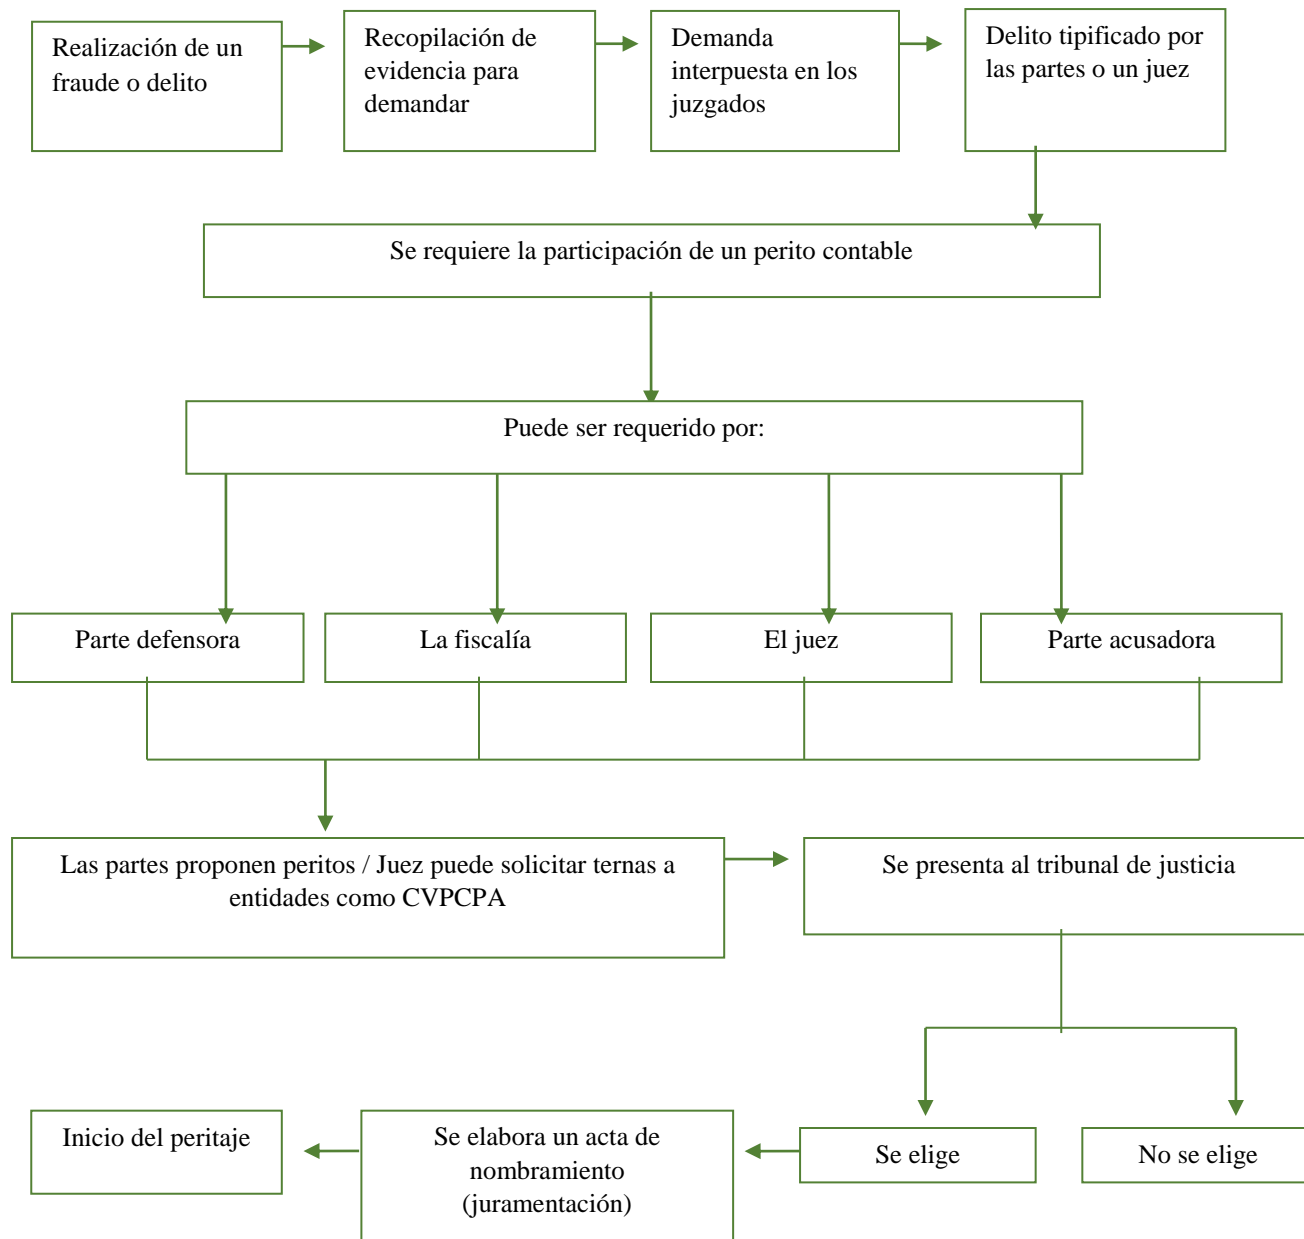 Realización de un
fraude o delito
Recopilación de
evidencia para
demandar
Demanda
interpuesta en los
juzgados
Delito tipificado por
las partes o un juez
Se requiere la participación de un perito contable
Puede ser requerido por:
Parte defensora
La fiscalía
El juez
Parte acusadora
Las partes proponen peritos / Juez puede solicitar ternas a
entidades como CVPCPA
Se presenta al tribunal de justicia
Inicio del peritaje
Se elabora un acta de
nombramiento
(juramentación)
Se elige
No se elige